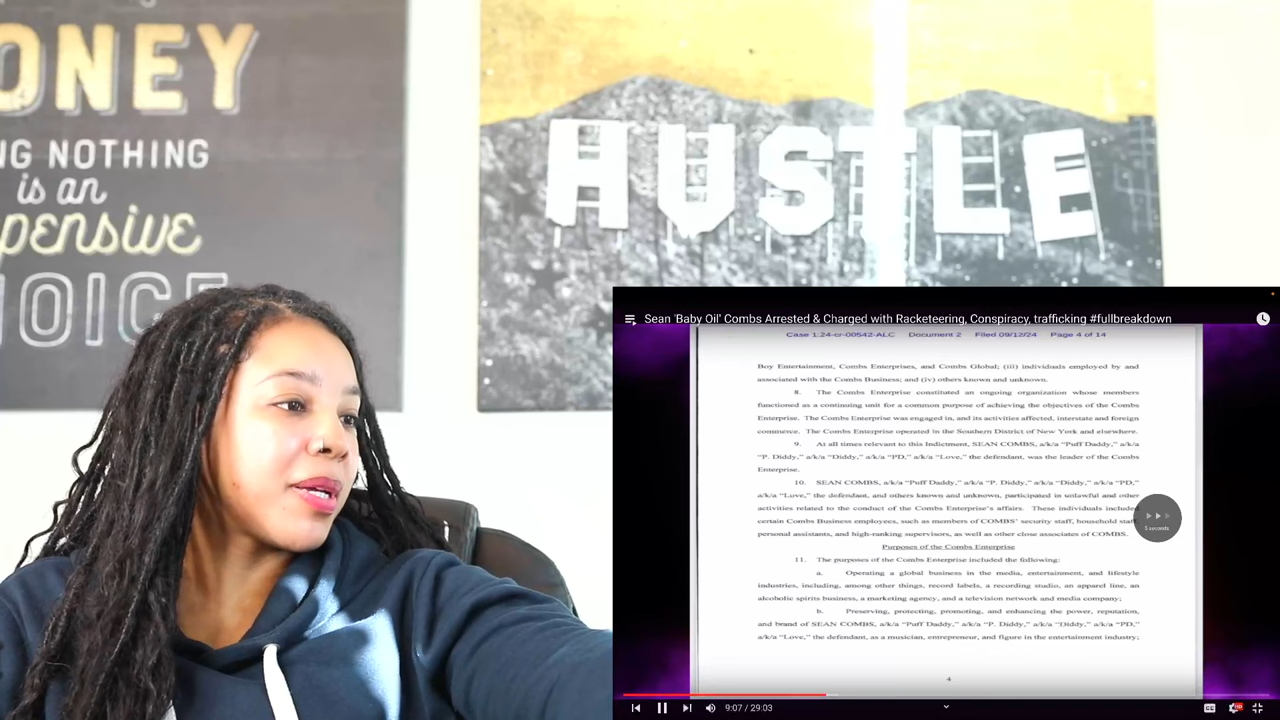 ONEY
NG NOTHING
is an
pensive
HOICE
HUSTLE
Sean 'Baby Oil' Combs Arrested & Charged with Racketeering, Conspiracy, trafficking #fullbreakdown
Case 1:24-cr-00542-ALC Document 2 Filed 09/12/24 Page 4 of 14
Boy Entertainment, Combs Enterprises, and Combs Global; (iii) individuals employed by and
associated with the Combs Business; and (iv) others known and unknown.
8. The Combs Enterprise constituted an ongoing organization whose members
functioned as a continuing unit for a common purpose of achieving the objectives of the Combs
Enterprise. The Combs Enterprise was engaged in, and its activities affected, interstate and foreign
commerce. The Combs Enterprise operated in the Southern District of New York and elsewhere.
9. At all times relevant to this Indictment, SEAN COMBS, a/k/a “Puff Daddy,” a/k/a
“P. Diddy,” a/k/a “Diddy,” a/k/a “PD,” a/k/a “Love,” the defendant, was the leader of the Combs
Enterprise.
10. SEAN COMBS, a/k/a “Puff Daddy,” a/k/a “P. Diddy,” a/k/a “Diddy,” a/k/a “PD,”
a/k/a “Love,” the defendant, and others known and unknown, participated in unlawful and other
activities related to the conduct of the Combs Enterprise’s affairs. These individuals included
certain Combs Business employees, such as members of COMBS’ security staff, household staff,
personal assistants, and high-ranking supervisors, as well as other close associates of COMBS.
Purposes of the Combs Enterprise
11. The purposes of the Combs Enterprise included the following:
a. Operating a global business in the media, entertainment, and lifestyle
industries, including, among other things, record labels, a recording studio, an apparel line, an
alcoholic spirits business, a marketing agency, and a television network and media company;
b. Preserving, protecting, promoting, and enhancing the power, reputation,
and brand of SEAN COMBS, a/k/a “Puff Daddy,” a/k/a “P. Diddy,” a/k/a “Diddy,” a/k/a “PD,”
a/k/a “Love,” the defendant, as a musician, entrepreneur, and figure in the entertainment industry;
4
5 seconds
9:07 / 29:03
CC
HD